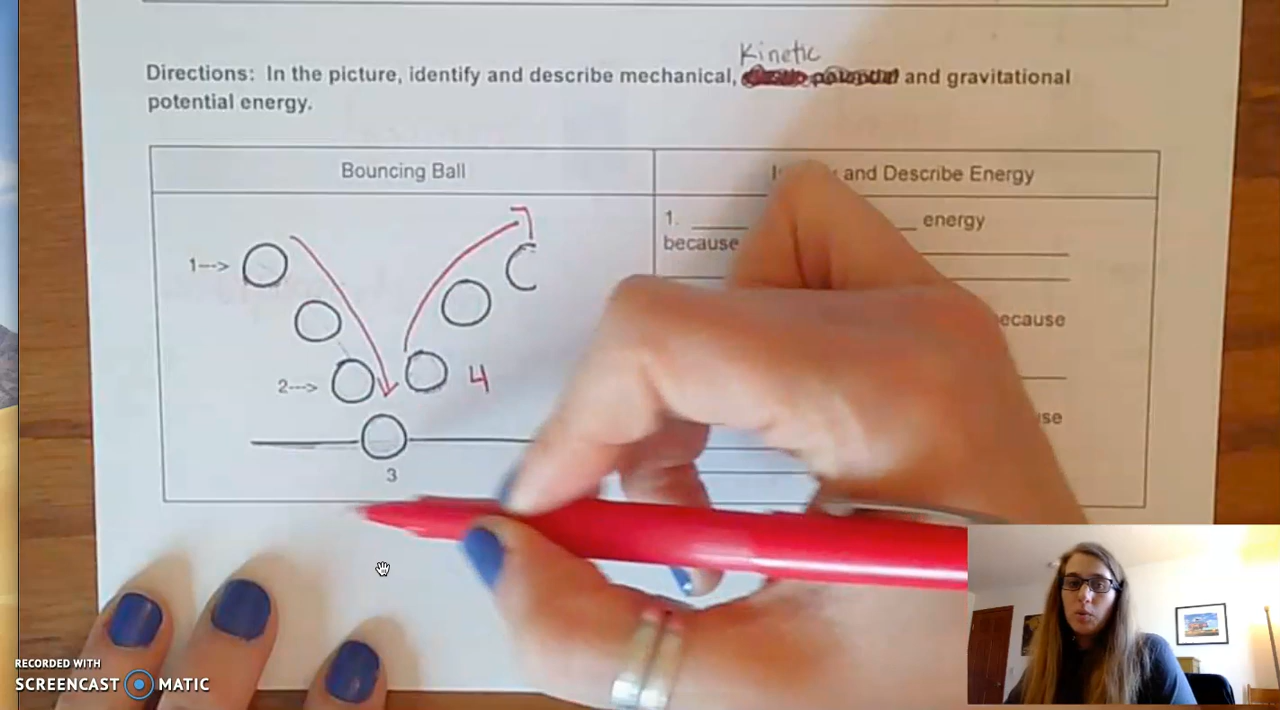 Kinetic
Directions: In the picture, identify and describe mechanical, and gravitational
potential energy.
Bouncing Ball
and Describe Energy
1. energy
because
1--->
ecause
2--->
4
se
3
RECORDED WITH
SCREENCAST MATIC